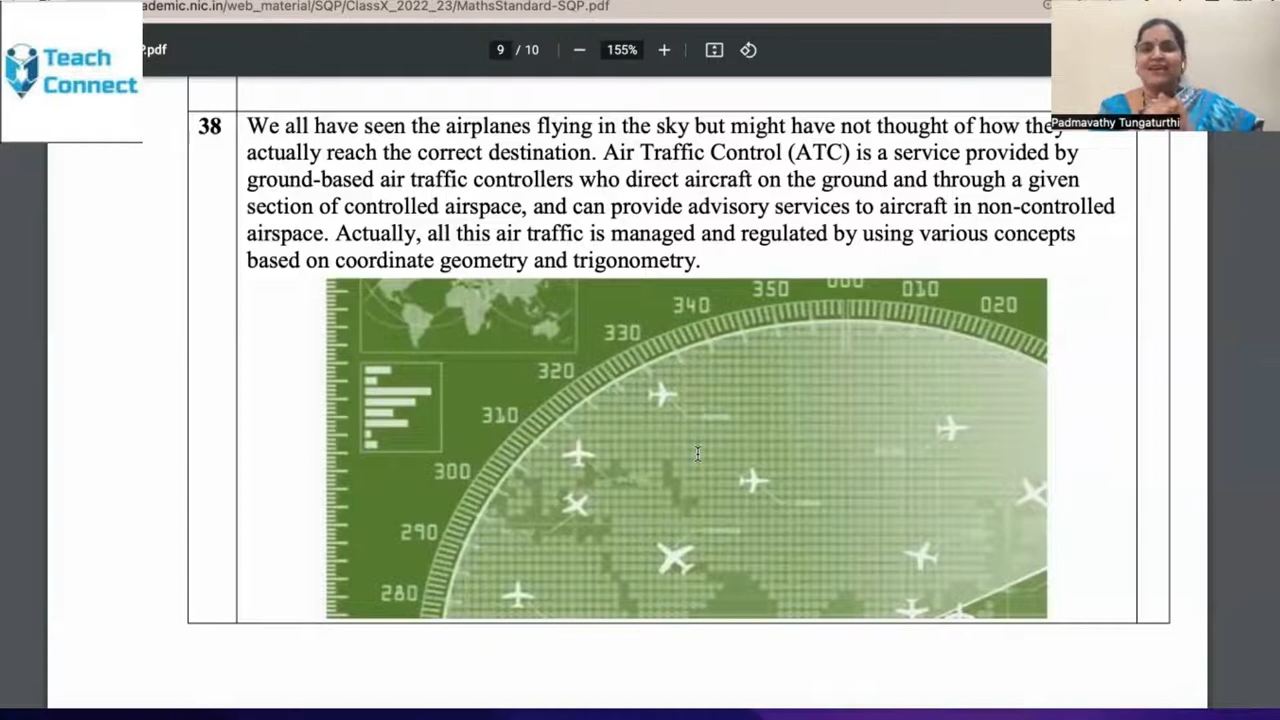 ademic.nic.in/web_material/SQP/ClassX_2022_23/MathsStandard-SQP.pdf
Teach
Connect
.pdf
9 / 10
155%
Padmavathy Tungaturthi
38
We all have seen the airplanes flying in the sky but might have not thought of how they
actually reach the correct destination. Air Traffic Control (ATC) is a service provided by
ground-based air traffic controllers who direct aircraft on the ground and through a given
section of controlled airspace, and can provide advisory services to aircraft in non-controlled
airspace. Actually, all this air traffic is managed and regulated by using various concepts
based on coordinate geometry and trigonometry.
280
290
300
310
320
330
340
350
000
010
020